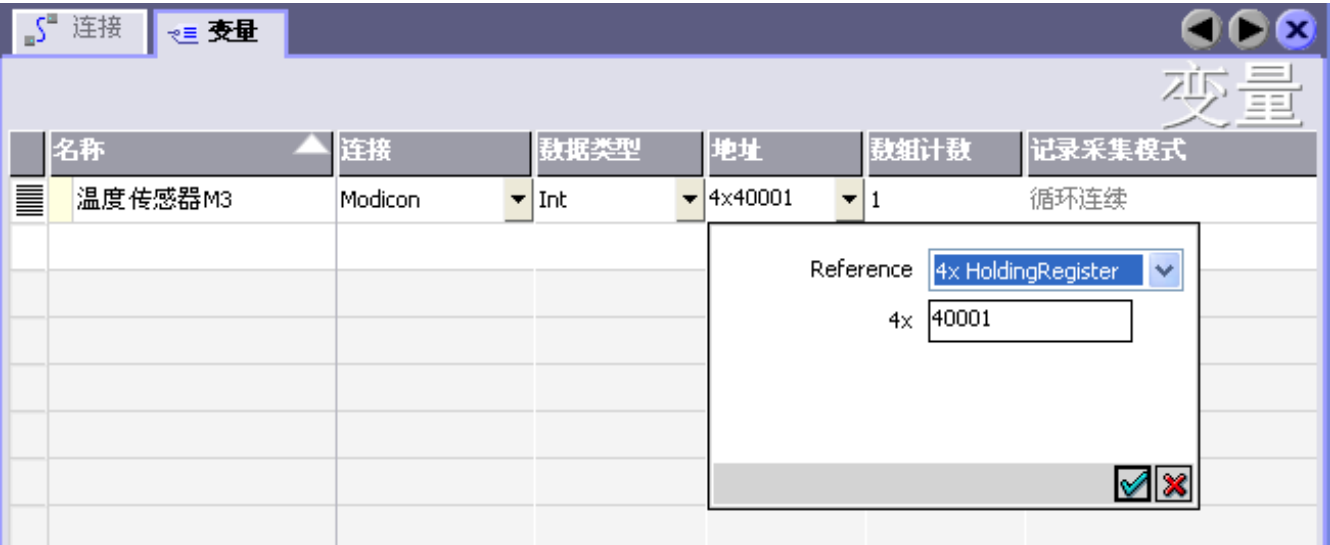 连接 变量
变量
名称 连接 数据类型 地址 数组计数 记录采集模式
温度传感器M3 Modicon Int 4x40001 1 循环连续
Reference 4x HoldingRegister
4x 40001